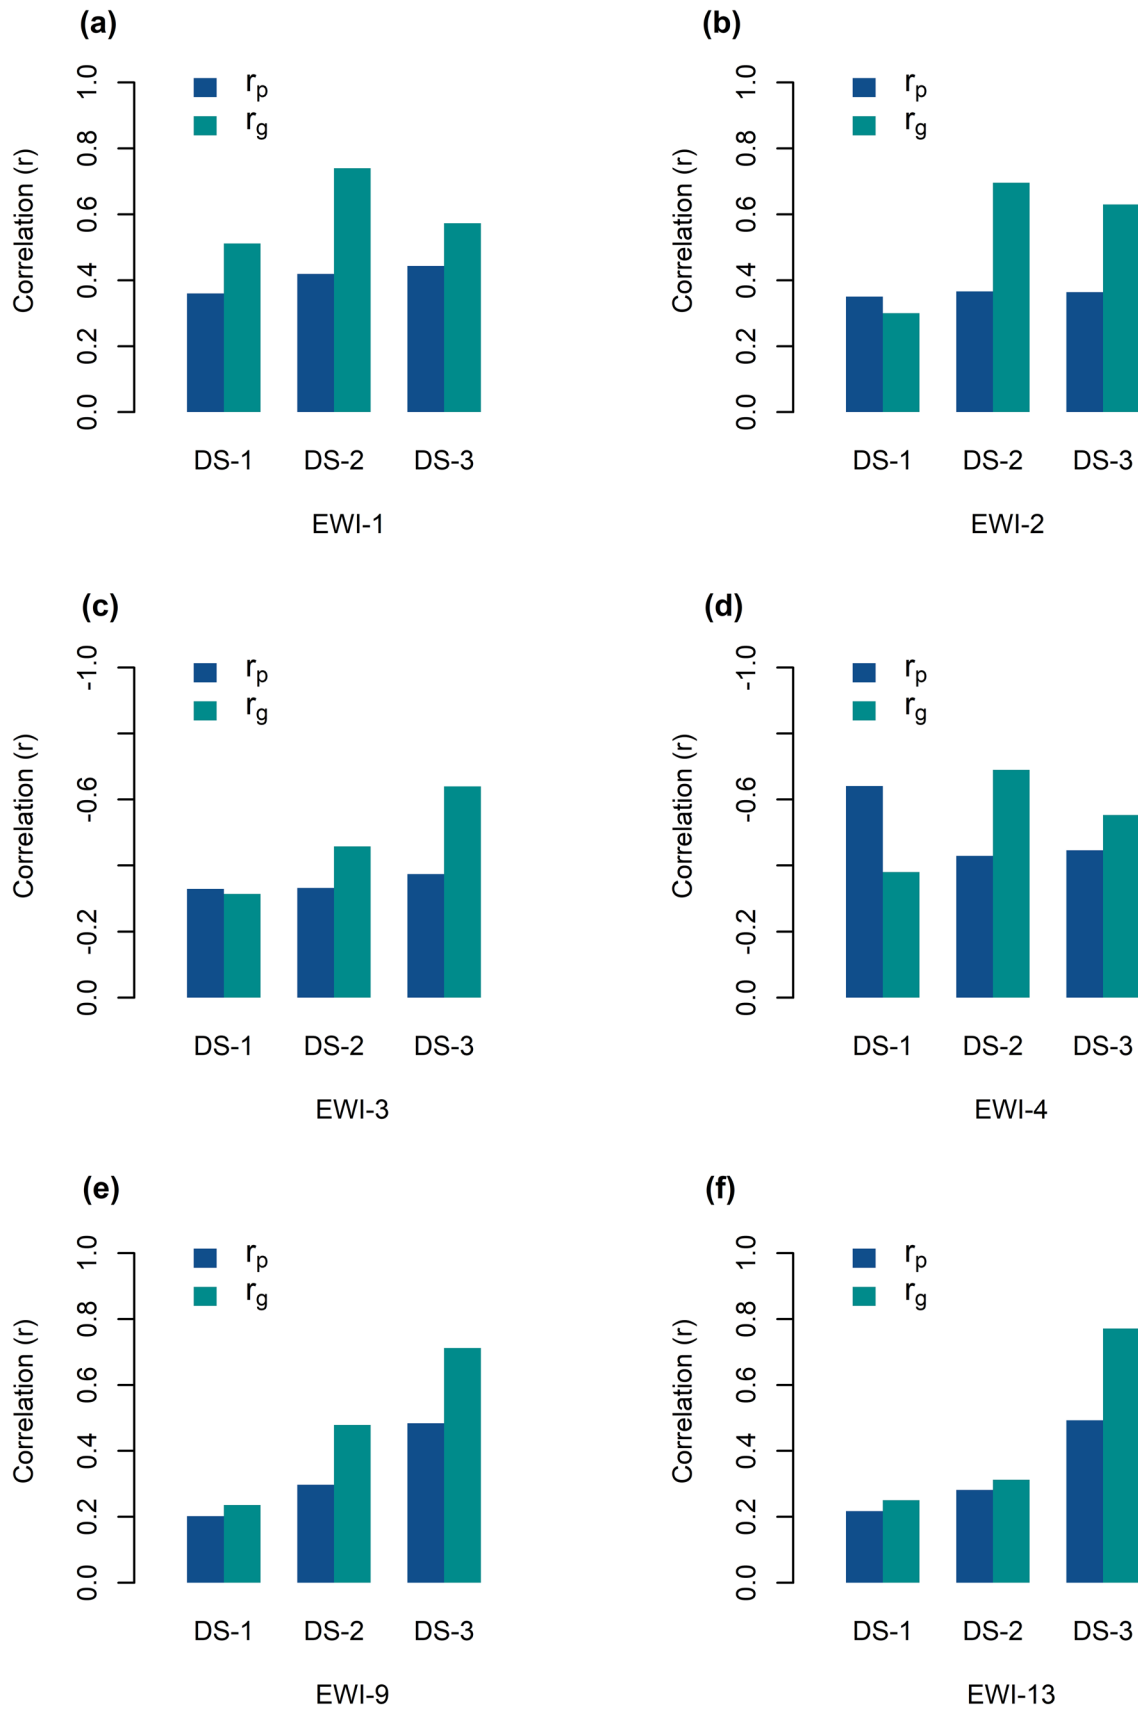 (a)
1.0
0.8
0.6
0.4
0.2
0.0
Correlation (r)
rp
rg
DS-1 DS-2 DS-3
EWI-1
(b)
1.0
0.8
0.6
0.4
0.2
0.0
Correlation (r)
rp
rg
DS-1 DS-2 DS-3
EWI-2
(c)
-1.0
-0.6
-0.2
0.0
Correlation (r)
rp
rg
DS-1 DS-2 DS-3
EWI-3
(d)
-1.0
-0.6
-0.2
0.0
Correlation (r)
rp
rg
DS-1 DS-2 DS-3
EWI-4
(e)
1.0
0.8
0.6
0.4
0.2
0.0
Correlation (r)
rp
rg
DS-1 DS-2 DS-3
EWI-9
(f)
1.0
0.8
0.6
0.4
0.2
0.0
Correlation (r)
rp
rg
DS-1 DS-2 DS-3
EWI-13